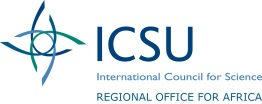 ICSU
International Council for Science
REGIONAL OFFICE FOR AFRICA